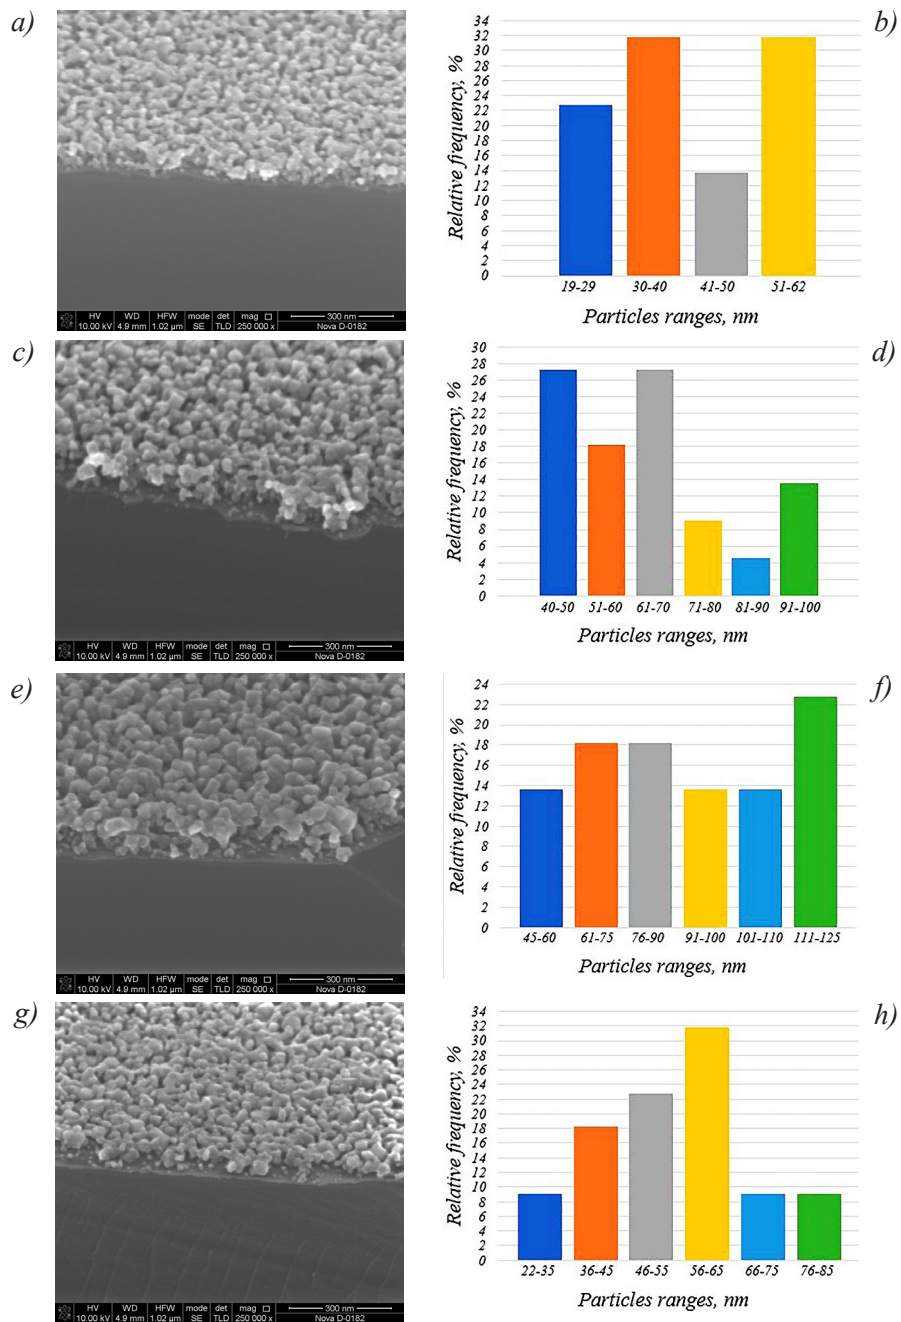 a)
HV WD HFW mode det mag □
10.00 kV 4.9 mm 1.02 µm SE TLD 250 000 x
300 nm
Nova D-0182
b)
Relative frequency, %
34
32
30
28
26
24
22
20
18
16
14
12
10
8
6
4
2
0
19-29 30-40 41-50 51-62
Particles ranges, nm
c)
HV WD HFW mode det mag □
10.00 kV 4.9 mm 1.02 µm SE TLD 250 000 x
300 nm
Nova D-0182
d)
Relative frequency, %
30
28
26
24
22
20
18
16
14
12
10
8
6
4
2
0
40-50 51-60 61-70 71-80 81-90 91-100
Particles ranges, nm
e)
HV WD HFW mode det mag □
10.00 kV 4.9 mm 1.02 µm SE TLD 250 000 x
300 nm
Nova D-0182
f)
Relative frequency, %
24
22
20
18
16
14
12
10
8
6
4
2
0
45-60 61-75 76-90 91-100 101-110 111-125
Particles ranges, nm
g)
HV WD HFW mode det mag □
10.00 kV 4.9 mm 1.02 µm SE TLD 250 000 x
300 nm
Nova D-0182
h)
Relative frequency, %
34
32
30
28
26
24
22
20
18
16
14
12
10
8
6
4
2
0
22-35 36-45 46-55 56-65 66-75 76-85
Particles ranges, nm